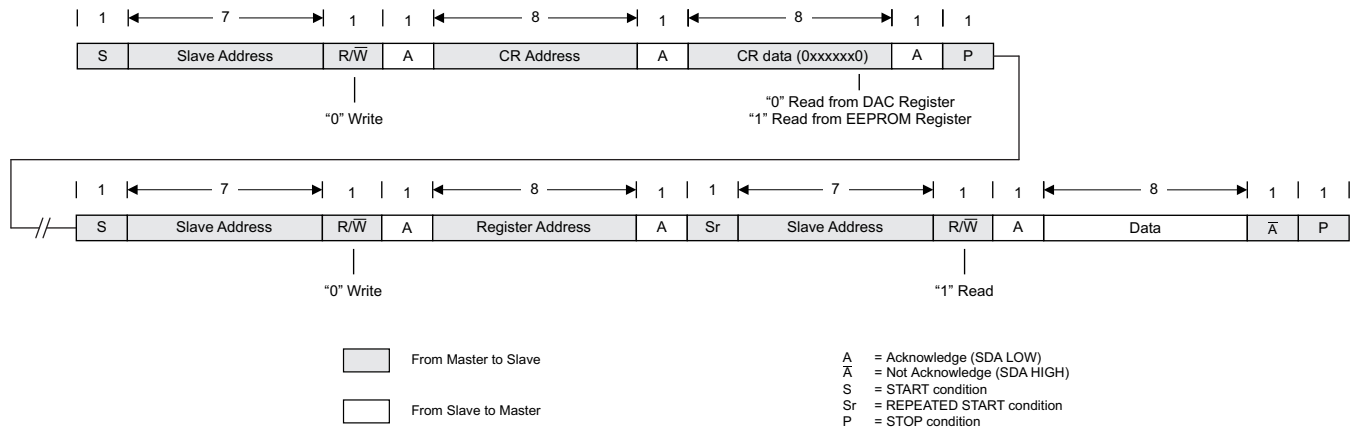 1 7 1 1 8 1 8 1 1
S Slave Address R/W̅ A CR Address A CR data (0xxxxxx0) A P
"0" Write
"0" Read from DAC Register
"1" Read from EEPROM Register
1 7 1 1 8 1 1 7 1 1 8 1 1
S Slave Address R/W̅ A Register Address A Sr Slave Address R/W̅ A Data A̅ P
"0" Write
"1" Read
From Master to Slave
From Slave to Master
A = Acknowledge (SDA LOW)
A̅ = Not Acknowledge (SDA HIGH)
S = START condition
Sr = REPEATED START condition
P = STOP condition